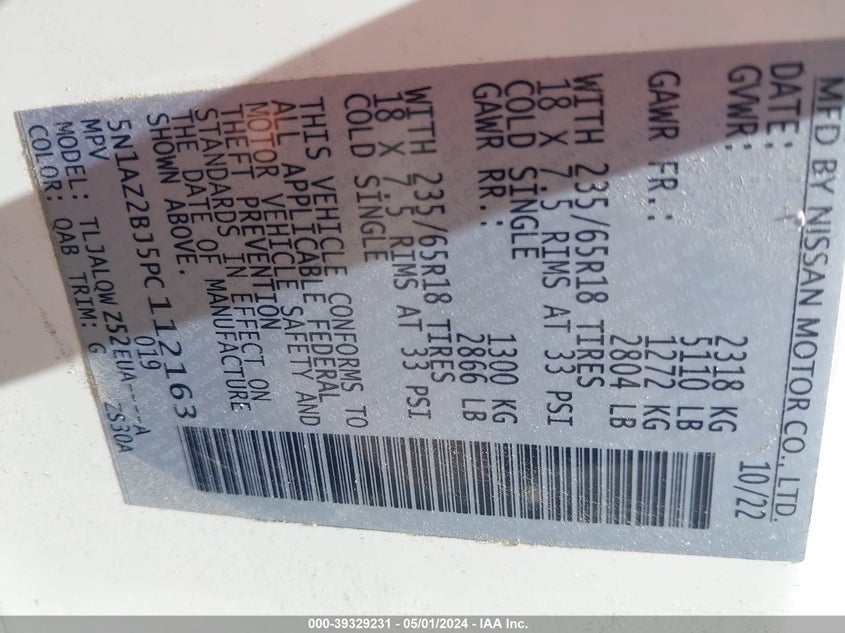 MFD BY NISSAN MOTOR CO., LTD.
DATE: 10/22
GVWR: 2318 KG
5110 LB
GAWR FR.: 1272 KG
2804 LB
WITH 235/65R18 TIRES
18 X 7.5 RIMS AT 33 PSI
COLD SINGLE
GAWR RR.: 1300 KG
2866 LB
WITH 235/65R18 TIRES
18 X 7.5 RIMS AT 33 PSI
COLD SINGLE
THIS VEHICLE CONFORMS TO
ALL APPLICABLE FEDERAL
MOTOR VEHICLE SAFETY AND
THEFT PREVENTION
STANDARDS IN EFFECT ON
THE DATE OF MANUFACTURE
SHOWN ABOVE.
5N1AZ2BJ5PC112163
MPV 019
MODEL: TLJALQW Z52EUA----A
COLOR: QAB TRIM: G ZS30A
000-39329231 - 05/01/2024 - IAA Inc.